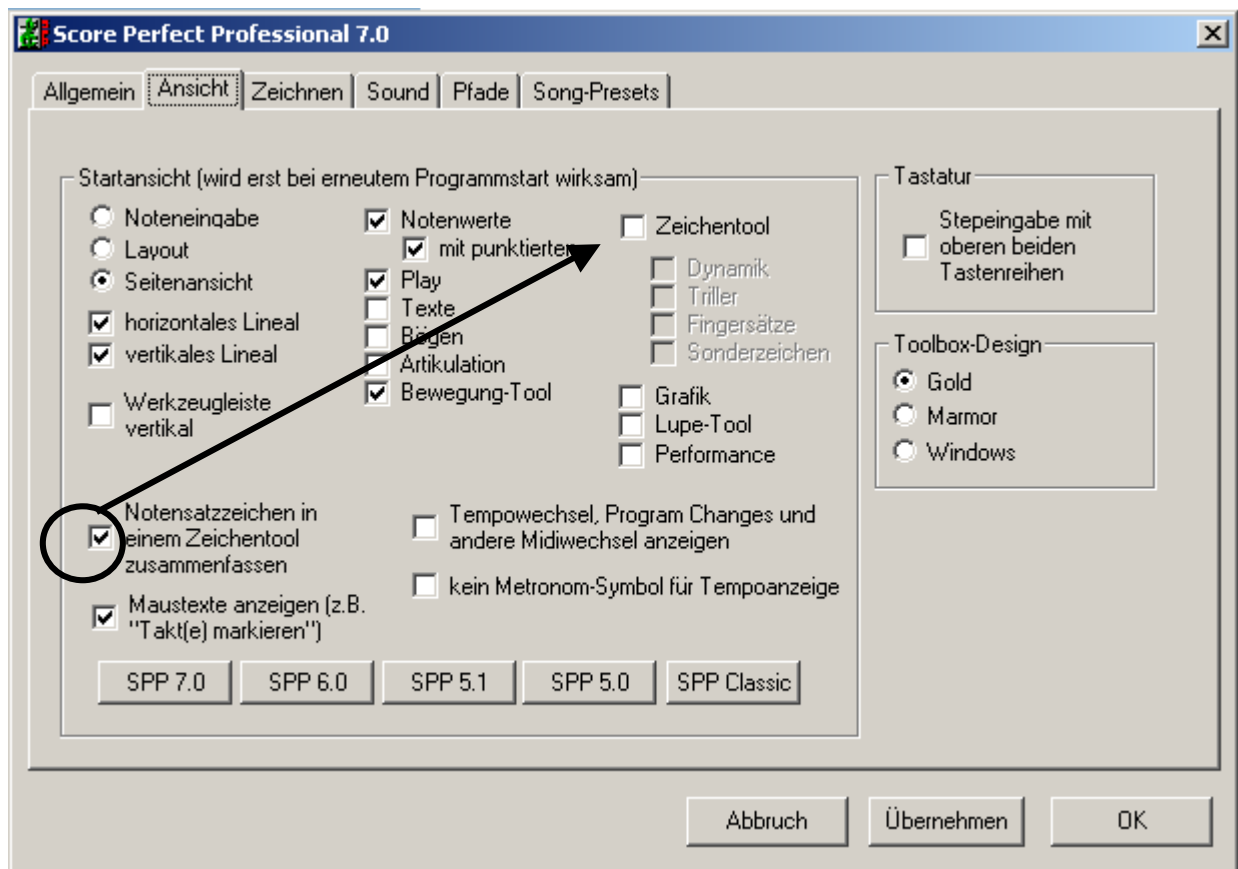 Score Perfect Professional 7.0
Allgemein Ansicht Zeichnen Sound Pfade Song-Presets
Startansicht (wird erst bei erneutem Programmstart wirksam)
Noteneingabe
Layout
Seitenansicht
horizontales Lineal
vertikales Lineal
Werkzeugleiste
vertikal
Notenwerte
mit punktierten
Play
Texte
Bögen
Artikulation
Bewegung-Tool
Zeichentool
Dynamik
Triller
Fingersätze
Sonderzeichen
Grafik
Lupe-Tool
Performance
Notensatzzeichen in
einem Zeichentool
zusammenfassen
Maustexte anzeigen (z.B.
"Takt(e) markieren")
Tempowechsel, Program Changes und
andere Midiwechsel anzeigen
kein Metronom-Symbol für Tempoanzeige
SPP 7.0 SPP 6.0 SPP 5.1 SPP 5.0 SPP Classic
Tastatur
Stepeingabe mit
oberen beiden
Tastenreihen
Toolbox-Design
Gold
Marmor
Windows
Abbruch Übernehmen OK